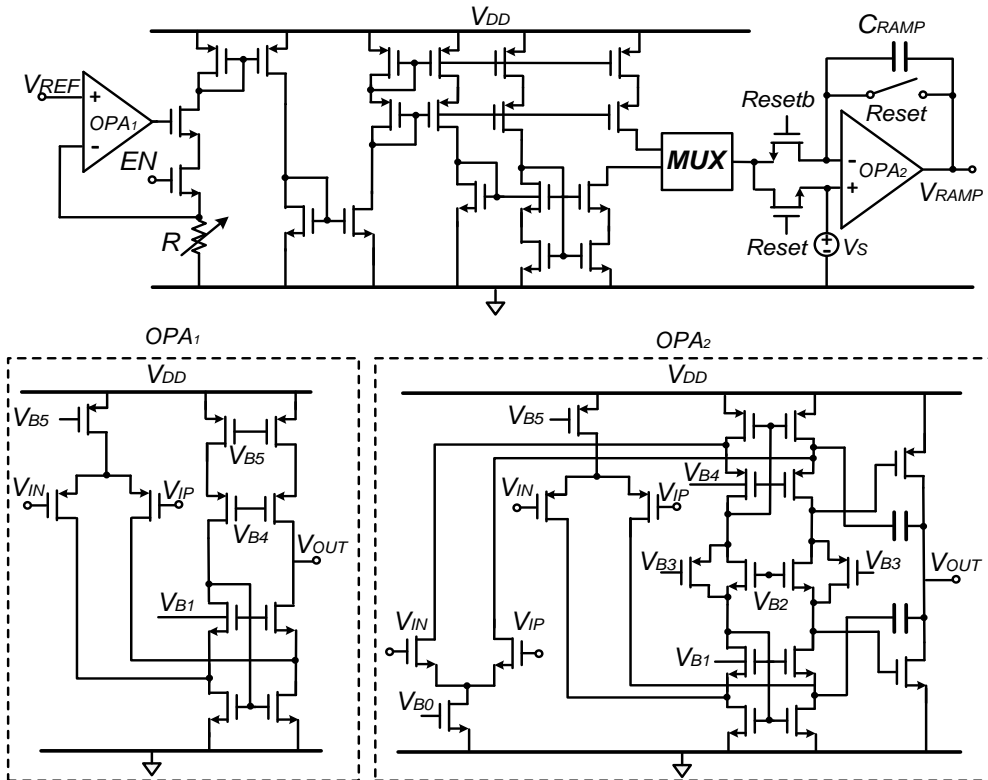 VDD
CRAMP
VREF
+
OPA1
-
EN
R
MUX
Resetb
Reset
-
OPA2
+
VRAMP
Reset
VS
+
-
OPA1
VDD
VB5
VB5
VIN
VIP
VB4
VOUT
VB1
OPA2
VDD
VB5
VB4
VIN
VIP
VB3
VB3
VB2
VOUT
VIN
VIP
VB1
VB0